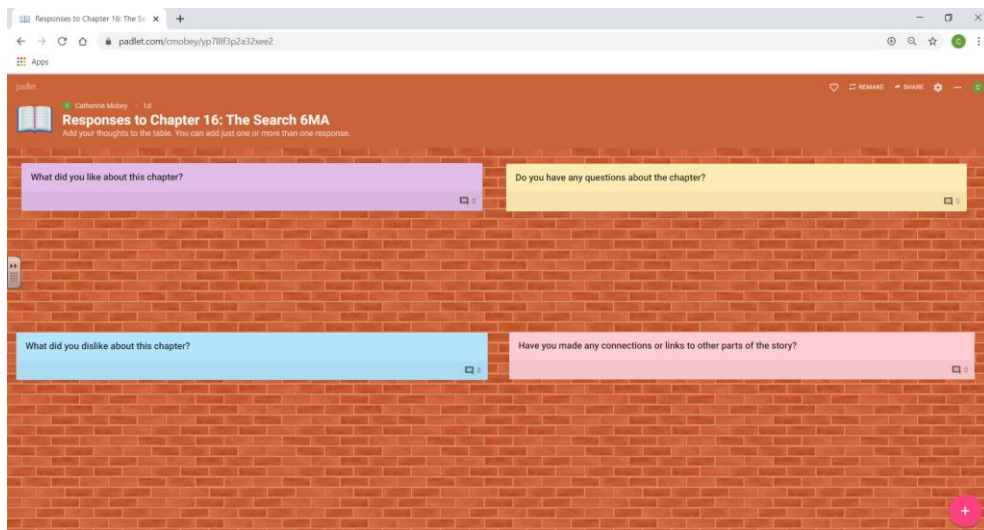 Responses to Chapter 16: The Se
padlet.com/cmobey/yp7l8f3p2a32xee2
Apps
padlet
REMAKE
SHARE
C
Catherine Mobey - 1d
Responses to Chapter 16: The Search 6MA
Add your thoughts to the table. You can add just one or more than one response.
What did you like about this chapter?
0
Do you have any questions about the chapter?
0
What did you dislike about this chapter?
0
Have you made any connections or links to other parts of the story?
0